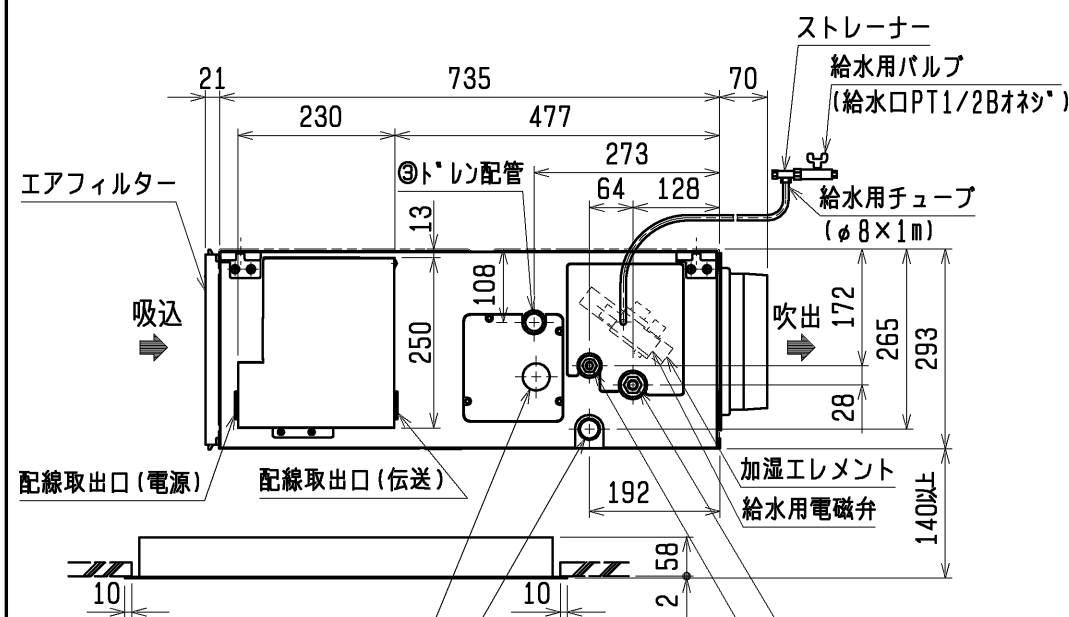 ストレーナー
給水用バルブ
(給水口PT1/2Bオネジ)
21
735
70
230
477
273
③ドレン配管
64
128
エアフィルター
給水用チューブ
(φ8×1m)
13
108
吸込
250
吹出
172
265
293
28
配線取出口(電源)
配線取出口(伝送)
加湿エレメント
192
給水用電磁弁
140以上
58
10
10
2